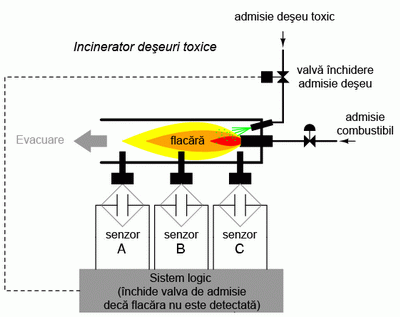 admisie deşeu toxic
Incinerator deşeuri toxice
valvă închidere
admisie deşeu
admisie
combustibil
Evacuare
flacără
senzor
A
senzor
B
senzor
C
Sistem logic
(închide valva de admisie
decă flacăra nu este detectată)